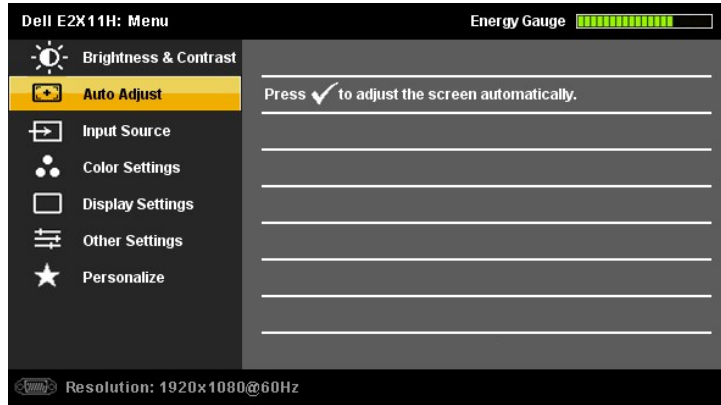 Dell E2X11H: Menu Energy Gauge
Brightness & Contrast
Auto Adjust Press to adjust the screen automatically.
Input Source
Color Settings
Display Settings
Other Settings
Personalize
Resolution: 1920x1080@60Hz